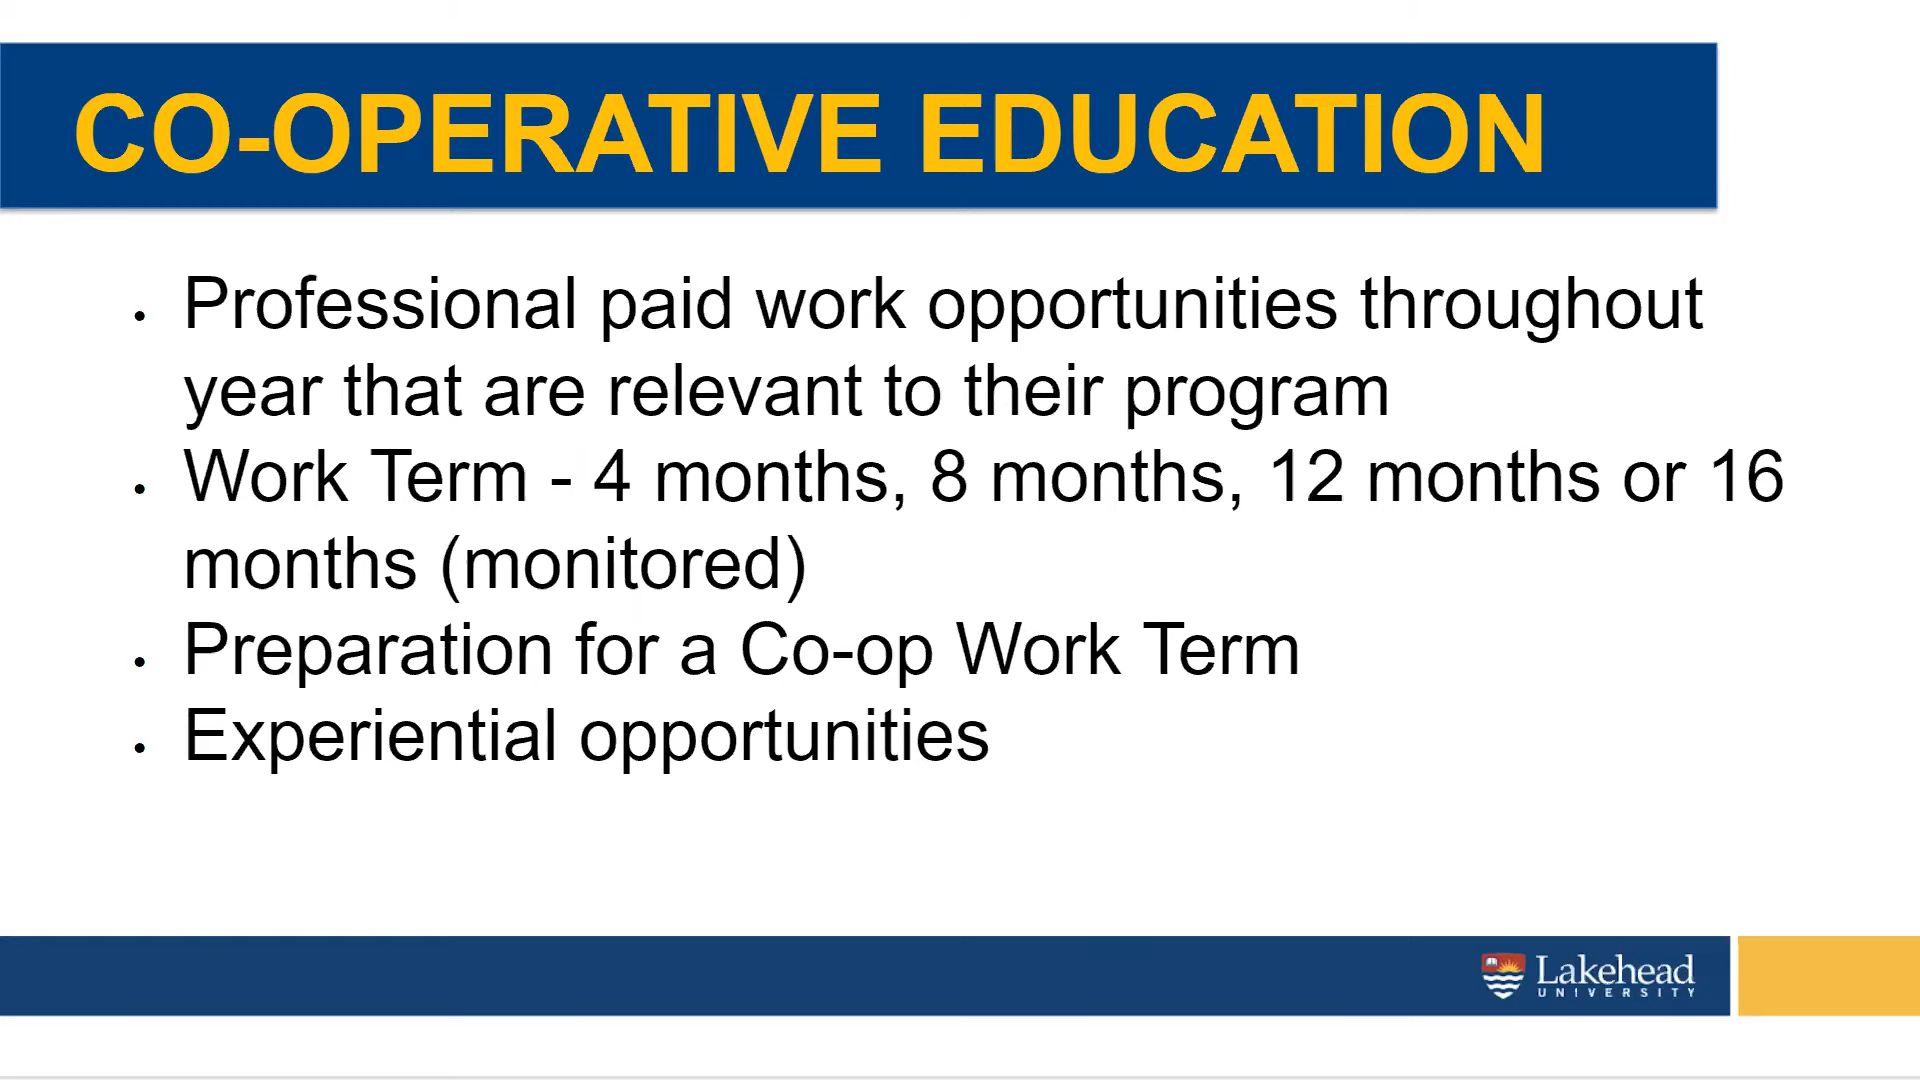 CO-OPERATIVE EDUCATION
• Professional paid work opportunities throughout
year that are relevant to their program
• Work Term - 4 months, 8 months, 12 months or 16
months (monitored)
• Preparation for a Co-op Work Term
• Experiential opportunities
Lakehead
UNIVERSITY